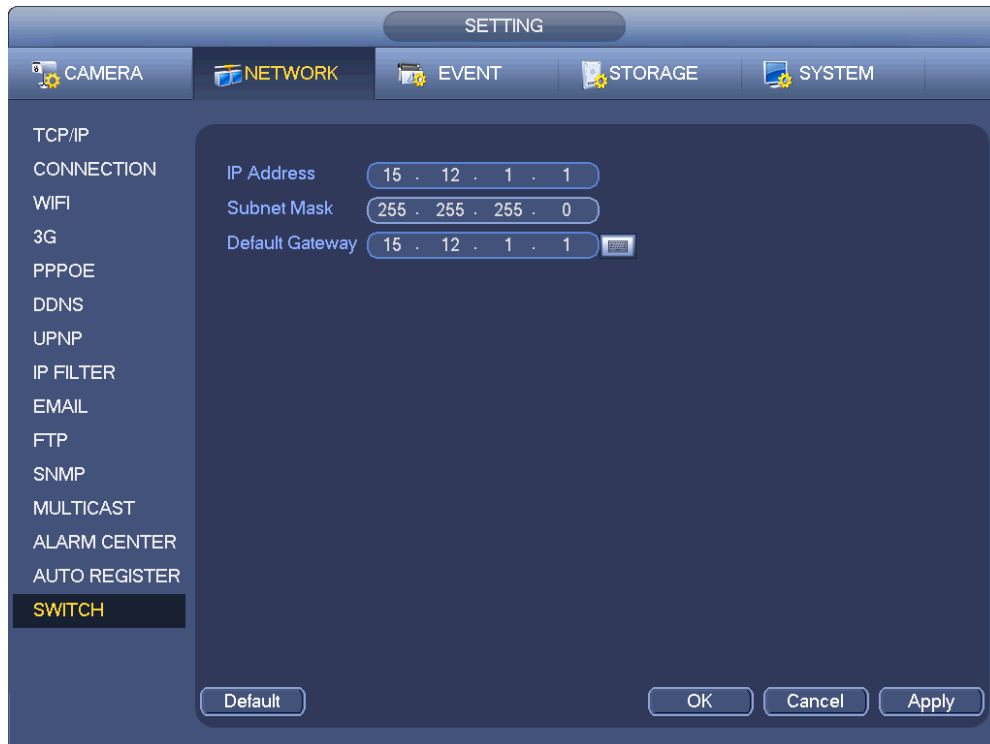 SETTING
CAMERA NETWORK EVENT STORAGE SYSTEM
TCP/IP
CONNECTION
WIFI
3G
PPPOE
DDNS
UPNP
IP FILTER
EMAIL
FTP
SNMP
MULTICAST
ALARM CENTER
AUTO REGISTER
SWITCH
IP Address 15 . 12 . 1 . 1
Subnet Mask 255 . 255 . 255 . 0
Default Gateway 15 . 12 . 1 . 1
Default OK Cancel Apply